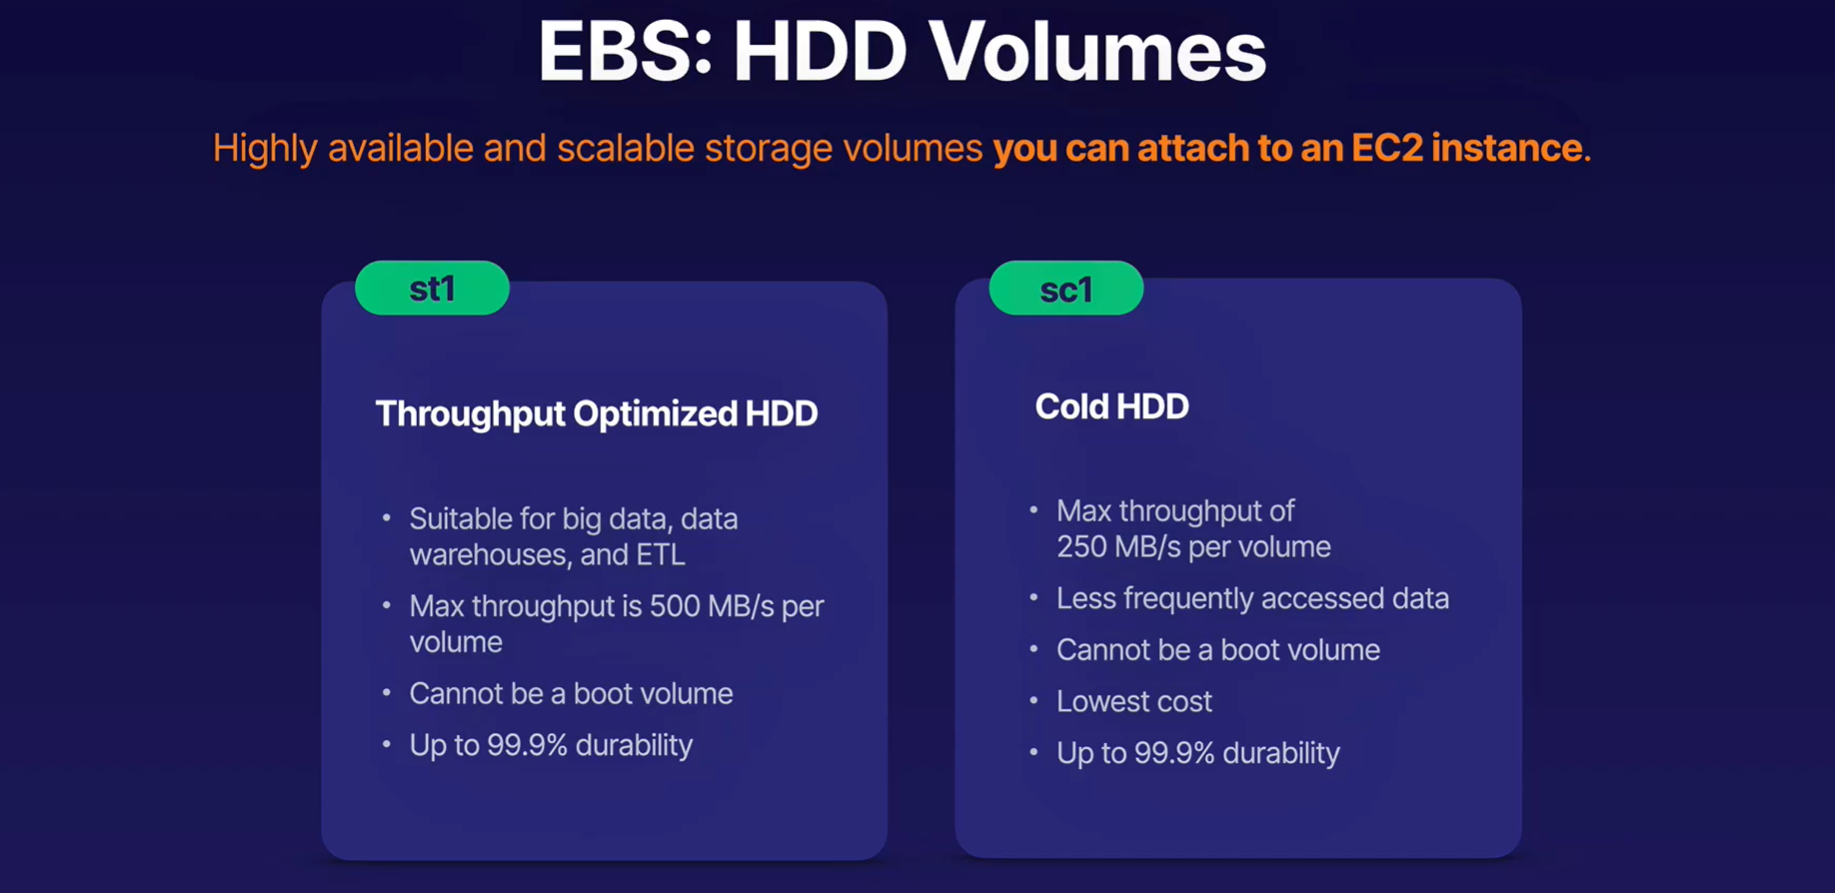 EBS: HDD Volumes
Highly available and scalable storage volumes you can attach to an EC2 instance.
st1
Throughput Optimized HDD
• Suitable for big data, data
warehouses, and ETL
• Max throughput is 500 MB/s per
volume
• Cannot be a boot volume
• Up to 99.9% durability
sc1
Cold HDD
• Max throughput of
250 MB/s per volume
• Less frequently accessed data
• Cannot be a boot volume
• Lowest cost
• Up to 99.9% durability